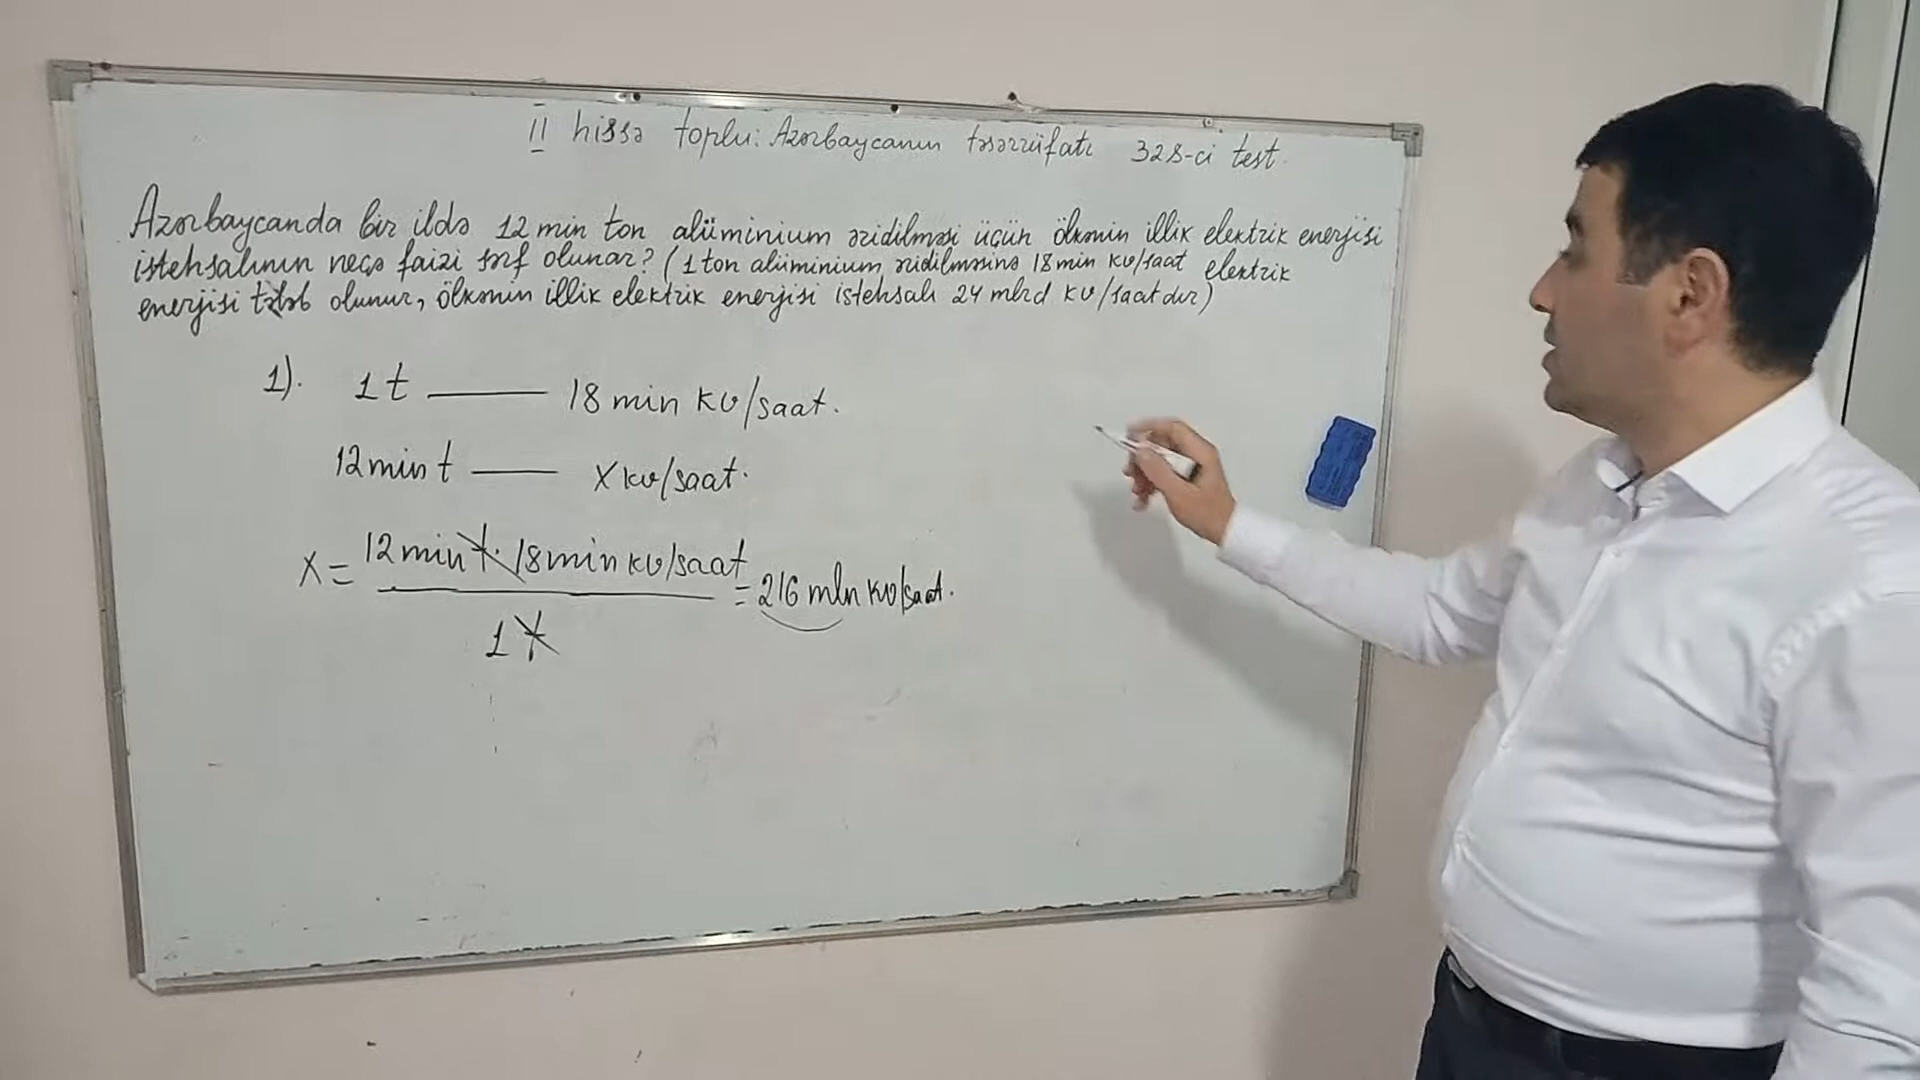 II hissə toplu: Azərbaycanın təsərrüfatı 328-ci test.
Azərbaycanda bir ildə 12 min ton alüminium əridilməsi üçün ölkənin illik elektrik enerjisi
istehsalının neçə faizi sərf olunar? (1 ton alüminium əridilməsinə 18 min kv/saat elektrik
enerjisi tələb olunur, ölkənin illik elektrik enerjisi istehsalı 24 mlrd kv/saatdır)
1). 1t —— 18 min kv/saat.
12 min t —— x kv/saat.
x = 12 min t · 18 min kv/saat
= 216 mln kv/saat.
1 t